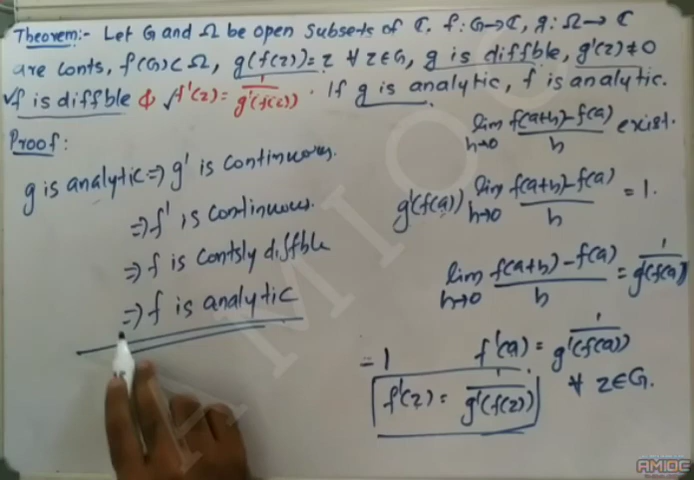 Theorem:- Let G and Ω be open subsets of ℂ. f: G→ℂ, g: Ω→ℂ
are conts, f(G)⊂Ω, g(f(z))=z ∀ z∈G, g is diffble, g'(z)≠0
✓f is diffble & ✓f'(z) = 1/g'(f(z)). If g is analytic, f is analytic.
Proof:
g is analytic ⇒ g' is continuous.
⇒ f' is continuous.
⇒ f is contsly diffble
⇒ f is analytic
lim h→0 f(a+h)-f(a)/h exist.
g'(f(a)) lim h→0 f(a+h)-f(a)/h = 1.
lim h→0 f(a+h)-f(a)/h = 1/g'(f(a))
=1 f'(a) = 1/g'(f(a))
f'(z) = 1/g'(f(z)) ∀ z∈G.
AMIOC